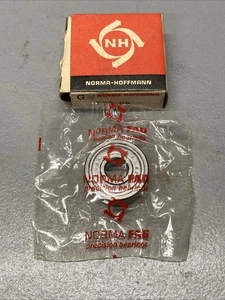 NH
NORMA-HOFFMANN
NORMA FAG
precision bearings
NORMA FAG
precision bearings